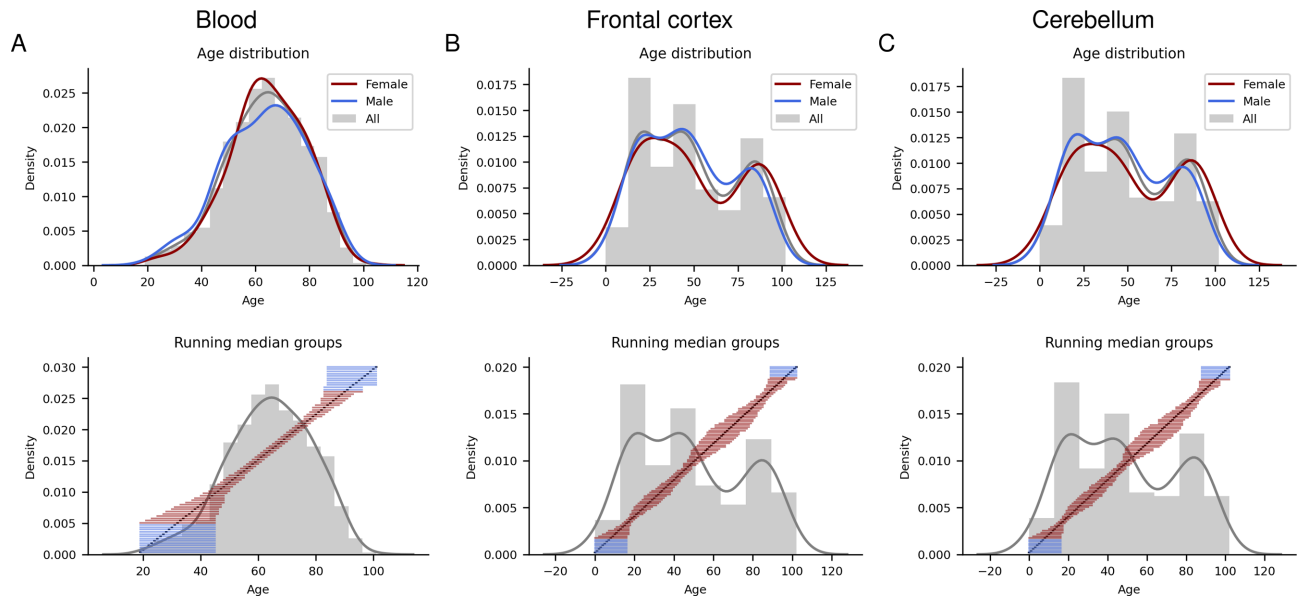 Blood
Frontal cortex
Cerebellum
A
B
C
Age distribution
Density
0.025
0.020
0.015
0.010
0.005
0.000
0 20 40 60 80 100 120
Age
Female
Male
All
Age distribution
Density
0.0175
0.0150
0.0125
0.0100
0.0075
0.0050
0.0025
0.0000
−25 0 25 50 75 100 125
Age
Female
Male
All
Age distribution
Density
0.0175
0.0150
0.0125
0.0100
0.0075
0.0050
0.0025
0.0000
−25 0 25 50 75 100 125
Age
Female
Male
All
Running median groups
Density
0.030
0.025
0.020
0.015
0.010
0.005
0.000
20 40 60 80 100
Age
Running median groups
Density
0.020
0.015
0.010
0.005
0.000
−20 0 20 40 60 80 100 120
Age
Running median groups
Density
0.020
0.015
0.010
0.005
0.000
−20 0 20 40 60 80 100 120
Age